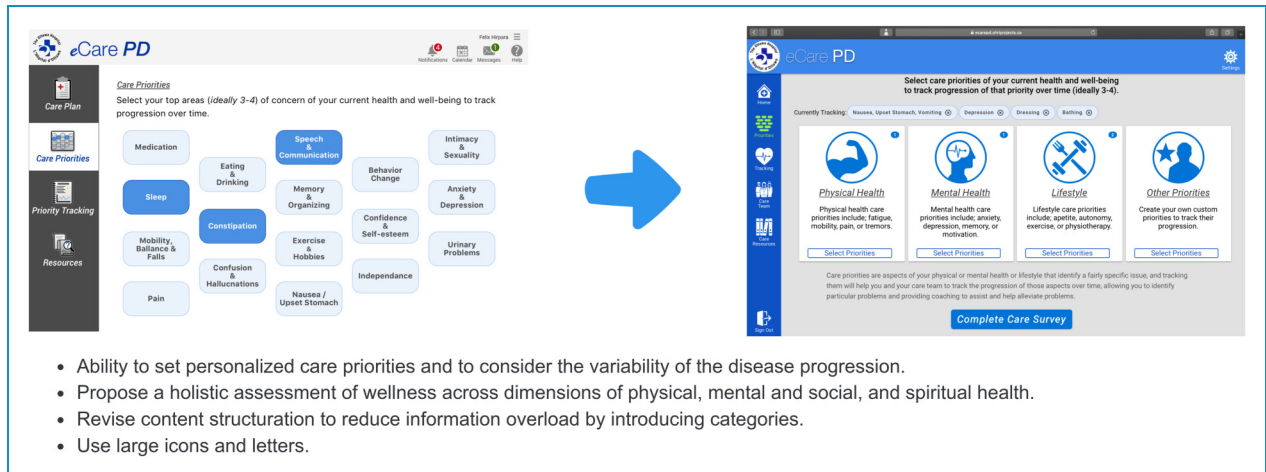 The Ottawa Hospital
L'Hopital d'Ottawa
eCare PD
Felix Hirpara
4
1
Notifications
Calendar
Messages
Help
Care Plan
Care Priorities
Priority Tracking
Resources
Care Priorities
Select your top areas (ideally 3-4) of concern of your current health and well-being to track
progression over time.
Medication
Sleep
Mobility,
Ballance &
Falls
Pain
Eating
&
Drinking
Constipation
Confusion
&
Hallucnations
Speech
&
Communication
Memory
&
Organizing
Exercise
&
Hobbies
Nausea /
Upset Stomach
Behavior
Change
Confidence
&
Self-esteem
Independance
Intimacy
&
Sexuality
Anxiety
&
Depression
Urinary
Problems
eCare PD
Settings
Home
Priorities
Tracking
Care
Team
Care
Resources
Sign Out
Select care priorities of your current health and well-being
to track progression of that priority over time (ideally 3-4).
Currently Tracking:
Nausea, Upset Stomach, Vomiting
Depression
Dressing
Bathing
1
Physical Health
Physical health care
priorities include; fatigue,
mobility, pain, or tremors.
Select Priorities
1
Mental Health
Mental health care
priorities include; anxiety,
depression, memory, or
motivation.
Select Priorities
2
Lifestyle
Lifestyle care priorities
include; apetite, autonomy,
exercise, or physiotherapy.
Select Priorities
Other Priorities
Create your own custom
priorities to track their
progression.
Select Priorities
Care priorities are aspects of your physical or mental health or lifestyle that identify a fairly specific issue, and tracking
them will help you and your care team to track the progression of those aspects over time, allowing you to identify
particular problems and providing coaching to assist and help alleviate problems.
Complete Care Survey
• Ability to set personalized care priorities and to consider the variability of the disease progression.
• Propose a holistic assessment of wellness across dimensions of physical, mental and social, and spiritual health.
• Revise content structuration to reduce information overload by introducing categories.
• Use large icons and letters.